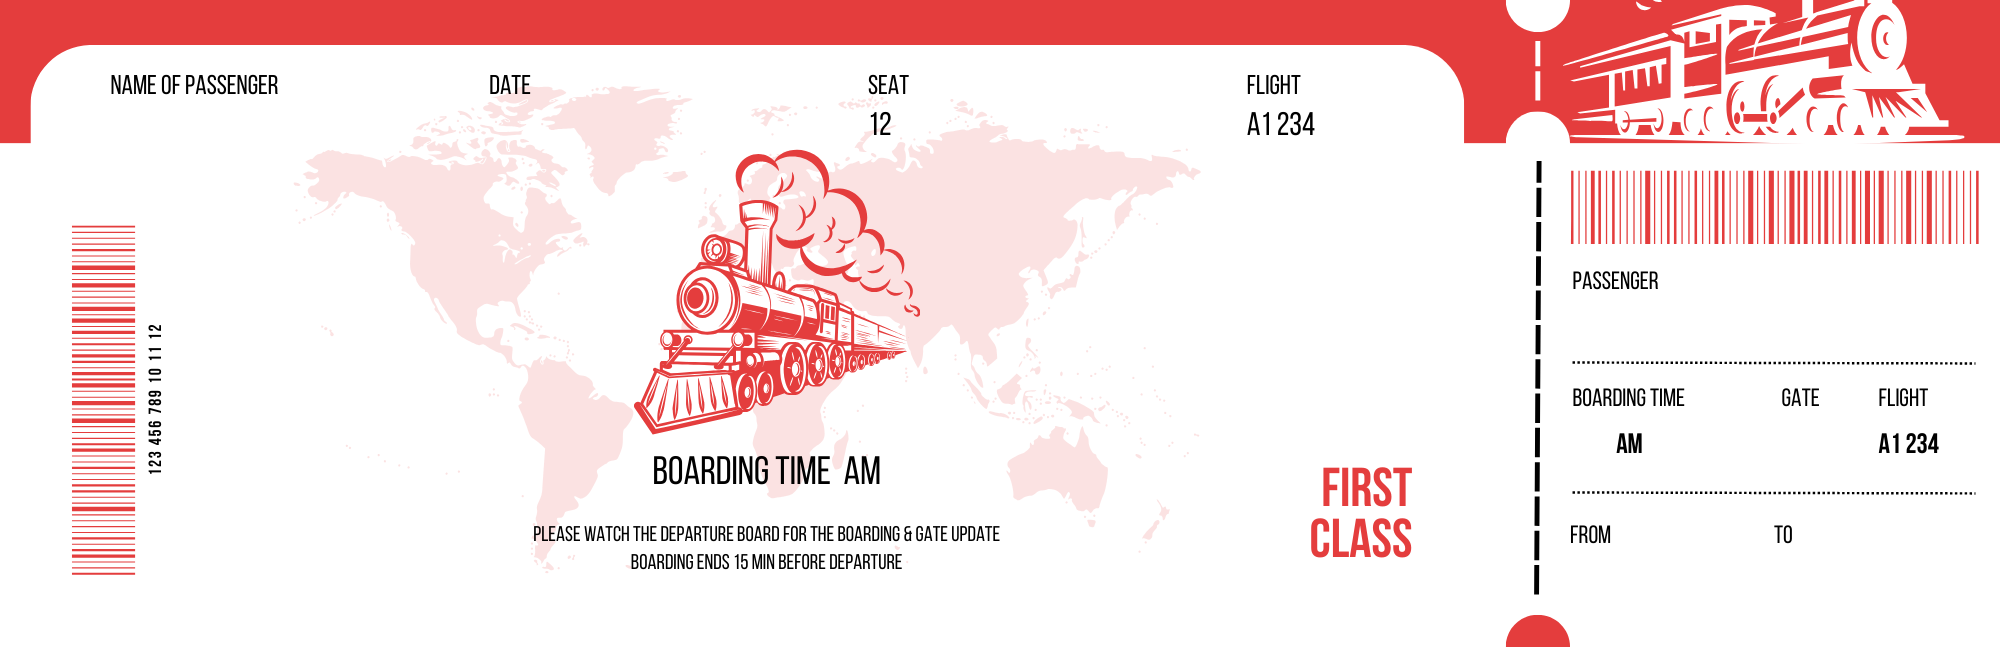 NAME OF PASSENGER
DATE
SEAT
12
FLIGHT
A1 234
123 456 789 10 11 12
BOARDING TIME AM
PLEASE WATCH THE DEPARTURE BOARD FOR THE BOARDING & GATE UPDATE
BOARDING ENDS 15 MIN BEFORE DEPARTURE
FIRST
CLASS
PASSENGER
BOARDING TIME
AM
GATE
FLIGHT
A1 234
FROM
TO